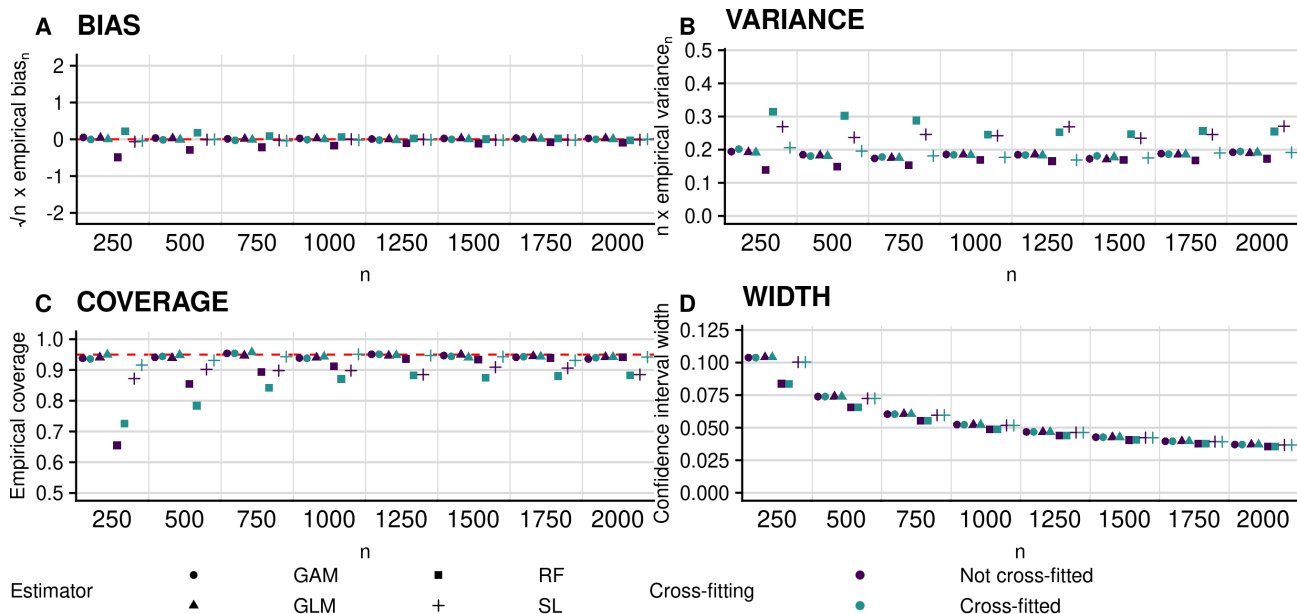 A BIAS
√n x empirical biasₙ
2
1
0
-1
-2
250 500 750 1000 1250 1500 1750 2000
n
B VARIANCE
n x empirical varianceₙ
0.5
0.4
0.3
0.2
0.1
0.0
250 500 750 1000 1250 1500 1750 2000
n
C COVERAGE
Empirical coverage
1.0
0.9
0.8
0.7
0.6
0.5
250 500 750 1000 1250 1500 1750 2000
n
D WIDTH
Confidence interval width
0.125
0.100
0.075
0.050
0.025
0.000
250 500 750 1000 1250 1500 1750 2000
n
Estimator
GAM RF
GLM SL
Cross-fitting
Not cross-fitted
Cross-fitted